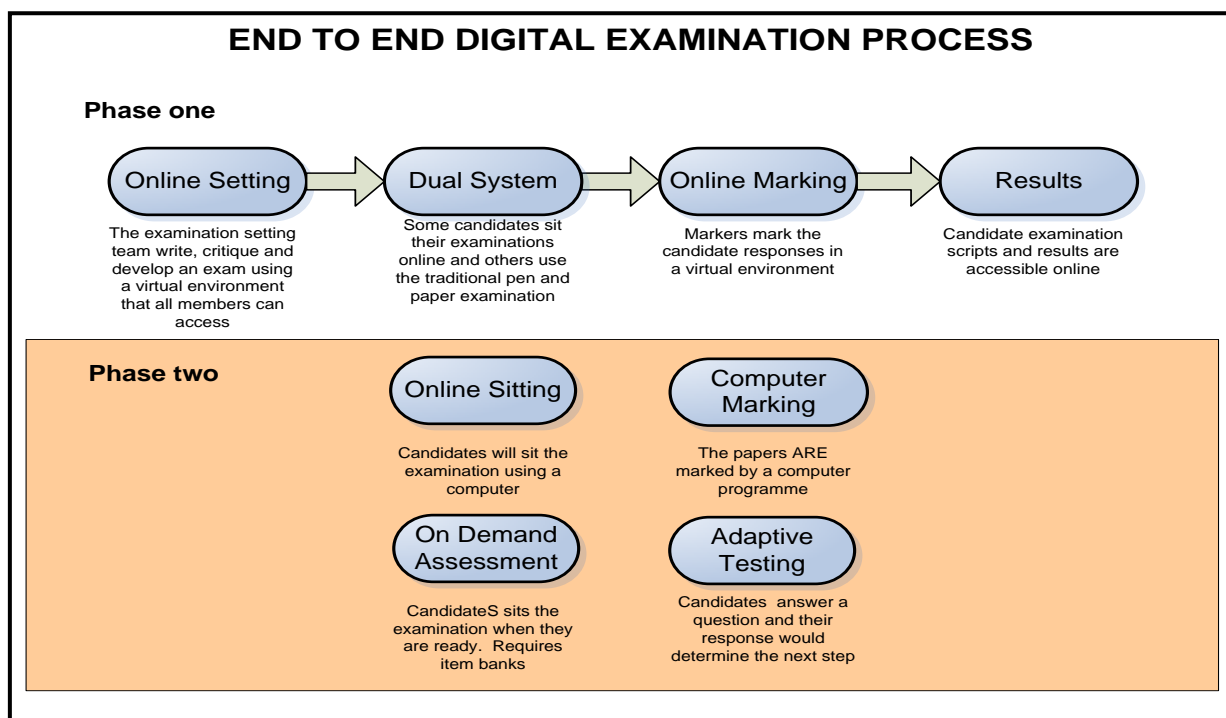 END TO END DIGITAL EXAMINATION PROCESS
Phase one
Online Setting
The examination setting
team write, critique and
develop an exam using
a virtual environment
that all members can
access
Dual System
Some candidates sit
their examinations
online and others use
the traditional pen and
paper examination
Online Marking
Markers mark the
candidate responses in
a virtual environment
Results
Candidate examination
scripts and results are
accessible online
Phase two
Online Sitting
Candidates will sit the
examination using a
computer
Computer
Marking
The papers ARE
marked by a computer
programme
On Demand
Assessment
CandidateS sits the
examination when they
are ready.  Requires
item banks
Adaptive
Testing
Candidates  answer a
question and their
response would
determine the next step